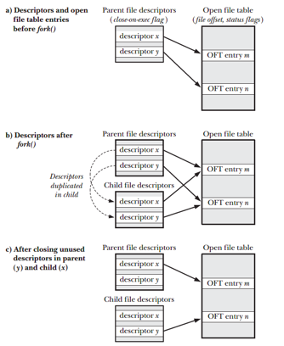 a) Descriptors and open
file table entries
before fork()
Parent file descriptors
(close-on-exec flag)
descriptor x
descriptor y
Open file table
(file offset, status flags)
OFT entry m
OFT entry n
b) Descriptors after
fork()
Parent file descriptors
descriptor x
descriptor y
Descriptors
duplicated
in child
Child file descriptors
descriptor x
descriptor y
Open file table
OFT entry m
OFT entry n
c) After closing unused
descriptors in parent
(y) and child (x)
Parent file descriptors
descriptor x
descriptor y
Child file descriptors
descriptor x
descriptor y
Open file table
OFT entry m
OFT entry n